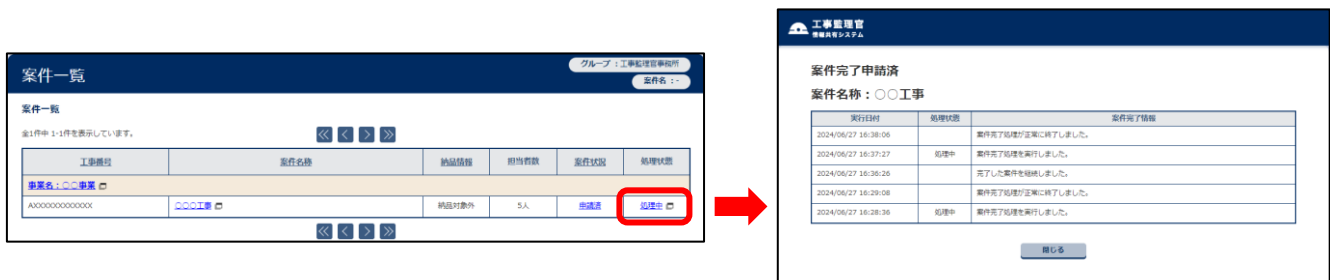 案件一覧
グループ：工事監理官事務所
案件名：-
案件一覧
全1件中 1-1件を表示しています。
工事番号 案件名称 納品情報 担当者数 案件状況 処理状態
事業名：〇〇事業
AXXXXXXXXXXXXX 〇〇〇工事 納品対象外 5人 申請済 処理中
工事監理官
情報共有システム
案件完了申請済
案件名称：〇〇工事
実行日付 処理状態 案件完了情報
2024/06/27 16:38:06 案件完了処理が正常に終了しました。
2024/06/27 16:37:27 処理中 案件完了処理を実行しました。
2024/06/27 16:36:26 完了した案件を継続しました。
2024/06/27 16:29:08 案件完了処理が正常に終了しました。
2024/06/27 16:28:36 処理中 案件完了処理を実行しました。
閉じる